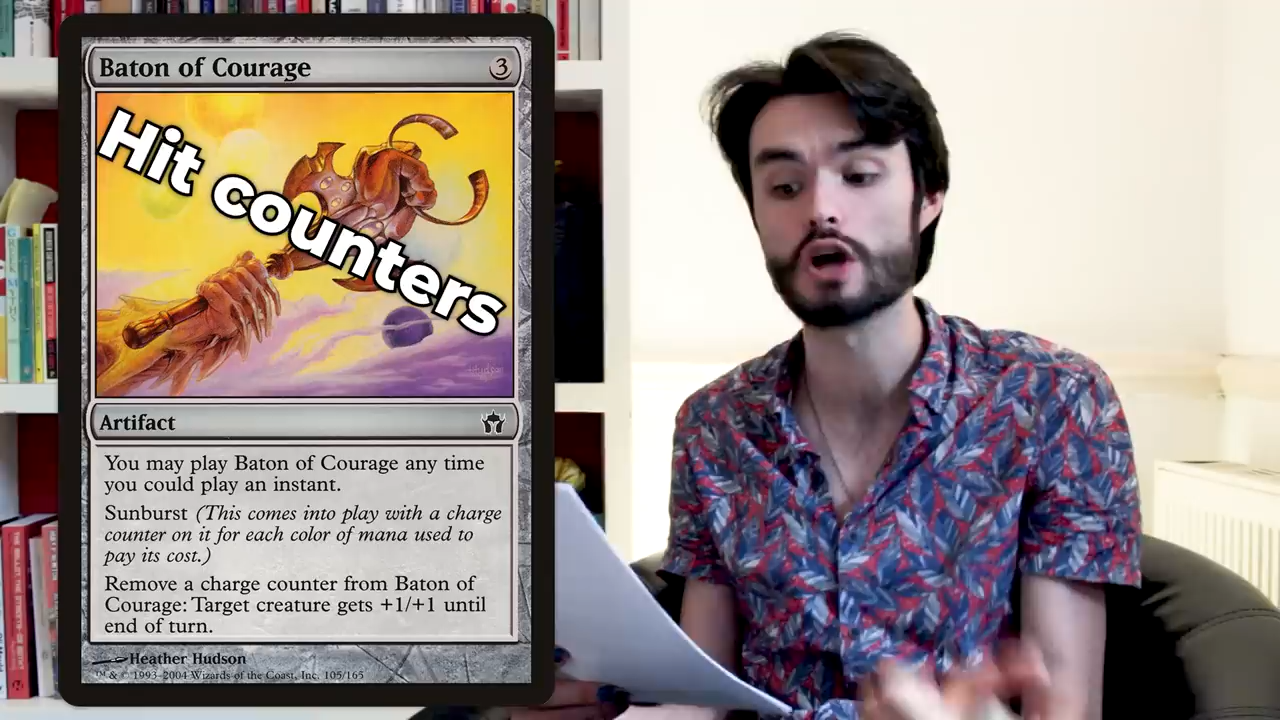 Baton of Courage 3
Hit counters
Artifact
You may play Baton of Courage any time
you could play an instant.
Sunburst (This comes into play with a charge
counter on it for each color of mana used to
pay its cost.)
Remove a charge counter from Baton of
Courage: Target creature gets +1/+1 until
end of turn.
Heather Hudson
™ & © 1993-2004 Wizards of the Coast, Inc. 105/165